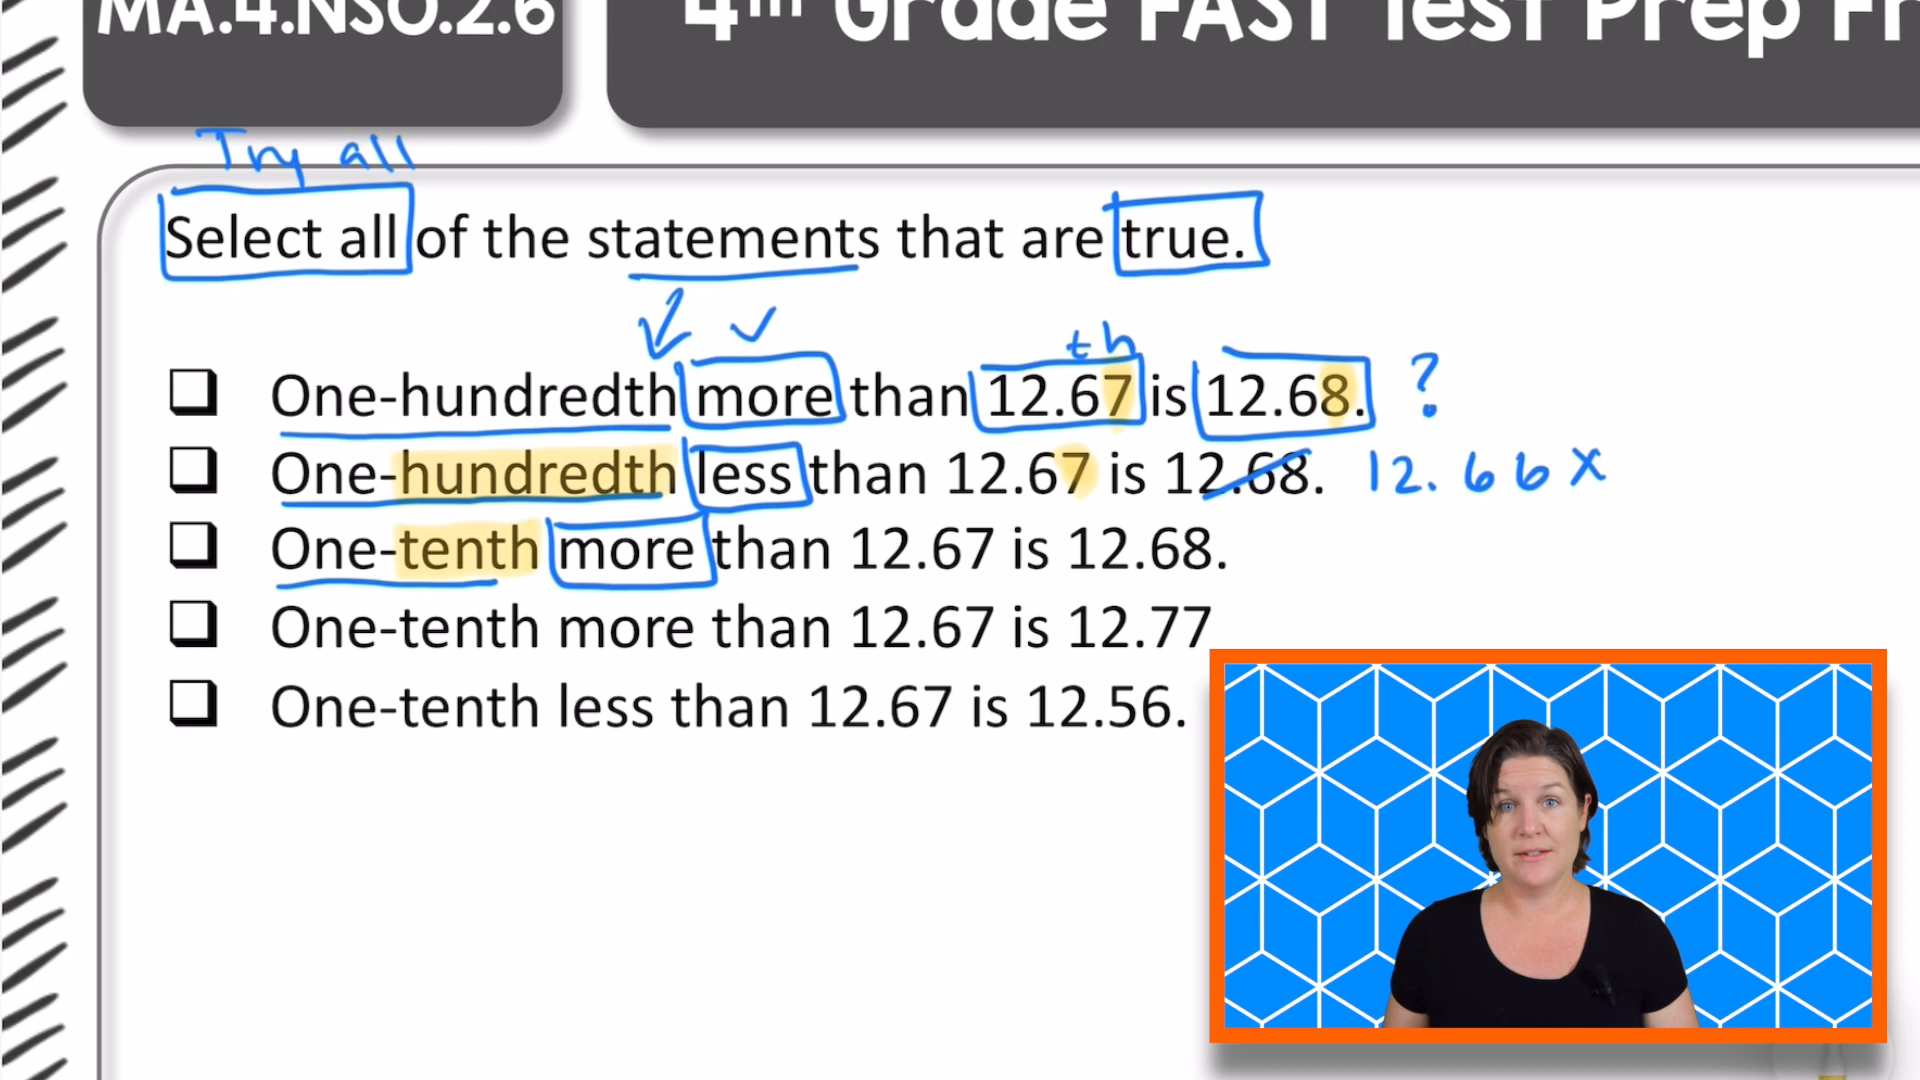 MA.4.NSO.2.6
4th Grade FAST Test Prep Fr
Try all
Select all of the statements that are true.
✓ th
❑ One-hundredth more than 12.67 is 12.68. ?
❑ One-hundredth less than 12.67 is 12.68. 12.66 x
❑ One-tenth more than 12.67 is 12.68.
❑ One-tenth more than 12.67 is 12.77
❑ One-tenth less than 12.67 is 12.56.